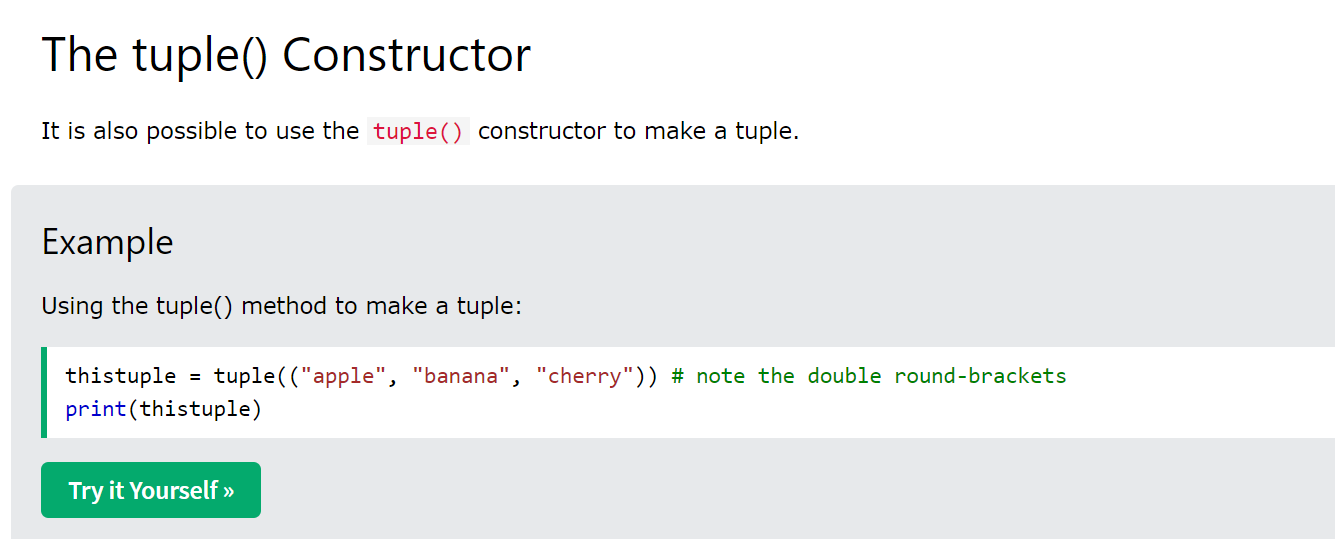 The tuple() Constructor
It is also possible to use the tuple() constructor to make a tuple.
Example
Using the tuple() method to make a tuple:
thistuple = tuple(("apple", "banana", "cherry")) # note the double round-brackets
print(thistuple)
Try it Yourself »